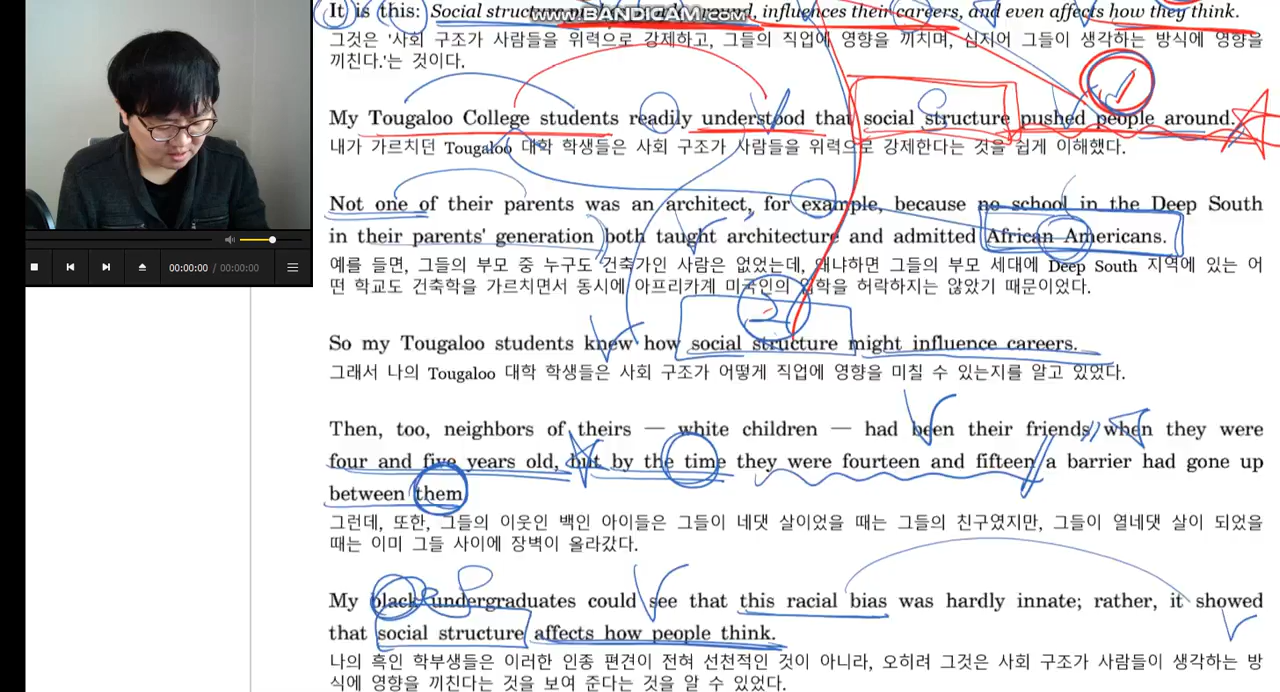 It is this: Social structure influences their careers, and even affects how they think.
WWW.BANDICAM.COM
그것은 '사회 구조가 사람들을 위력으로 강제하고, 그들의 직업에 영향을 끼치며, 심지어 그들이 생각하는 방식에 영향을
끼친다.'는 것이다.
My Tougaloo College students readily understood that social structure pushed people around.
내가 가르치던 Tougaloo 대학 학생들은 사회 구조가 사람들을 위력으로 강제한다는 것을 쉽게 이해했다.
Not one of their parents was an architect, for example, because no school in the Deep South
in their parents' generation both taught architecture and admitted African Americans.
예를 들면, 그들의 부모 중 누구도 건축가인 사람은 없었는데, 왜냐하면 그들의 부모 세대에 Deep South 지역에 있는 어
떤 학교도 건축학을 가르치면서 동시에 아프리카계 미국인의 입학을 허락하지는 않았기 때문이었다.
So my Tougaloo students knew how social structure might influence careers.
그래서 나의 Tougaloo 대학 학생들은 사회 구조가 어떻게 직업에 영향을 미칠 수 있는지를 알고 있었다.
Then, too, neighbors of theirs — white children — had been their friends when they were
four and five years old, but by the time they were fourteen and fifteen a barrier had gone up
between them.
그런데, 또한, 그들의 이웃인 백인 아이들은 그들이 네댓 살이었을 때는 그들의 친구였지만, 그들이 열네댓 살이 되었을
때는 이미 그들 사이에 장벽이 올라갔다.
My black undergraduates could see that this racial bias was hardly innate; rather, it showed
that social structure affects how people think.
나의 흑인 학부생들은 이러한 인종 편견이 전혀 선천적인 것이 아니라, 오히려 그것은 사회 구조가 사람들이 생각하는 방
식에 영향을 끼친다는 것을 보여 준다는 것을 알 수 있었다.
00:00:00 / 00:00:00